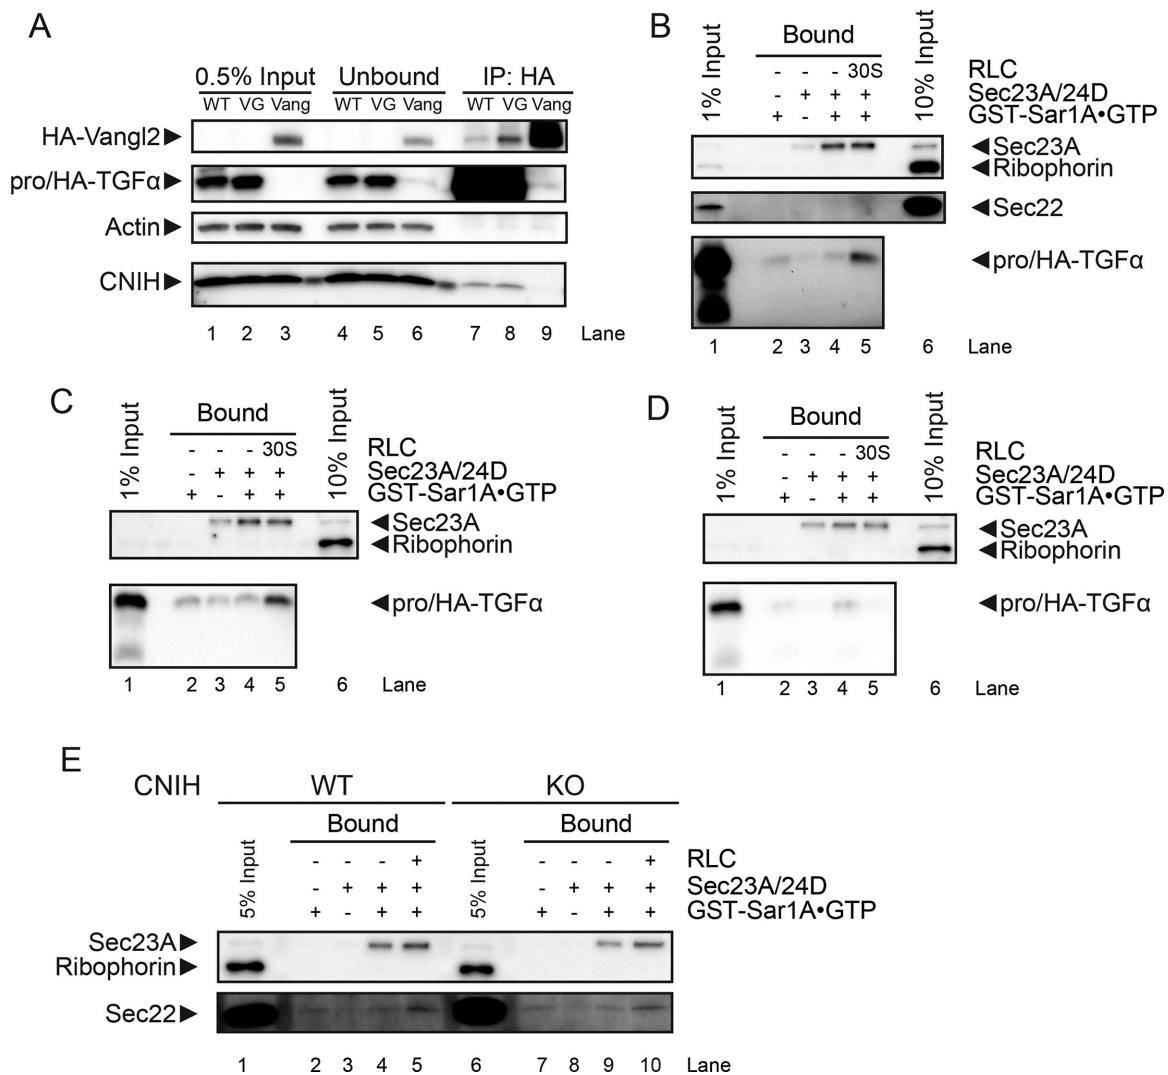 A
0.5% Input Unbound IP: HA
WT VG Vang WT VG Vang WT VG Vang
HA-Vangl2
pro/HA-TGFα
Actin
CNIH
1 2 3 4 5 6 7 8 9 Lane
B
1% Input
Bound
10% Input
- - - 30S RLC
- + + + Sec23A/24D
+ - + + GST-Sar1A•GTP
Sec23A
Ribophorin
Sec22
pro/HA-TGFα
1 2 3 4 5 6 Lane
C
1% Input
Bound
10% Input
- - - 30S RLC
- + + + Sec23A/24D
+ - + + GST-Sar1A•GTP
Sec23A
Ribophorin
pro/HA-TGFα
1 2 3 4 5 6 Lane
D
1% Input
Bound
10% Input
- - - 30S RLC
- + + + Sec23A/24D
+ - + + GST-Sar1A•GTP
Sec23A
Ribophorin
pro/HA-TGFα
1 2 3 4 5 6 Lane
E
CNIH WT KO
5% Input
Bound
5% Input
Bound
- - - + - - - + RLC
- + + + - + + + Sec23A/24D
+ - + + + - + + GST-Sar1A•GTP
Sec23A
Ribophorin
Sec22
1 2 3 4 5 6 7 8 9 10 Lane